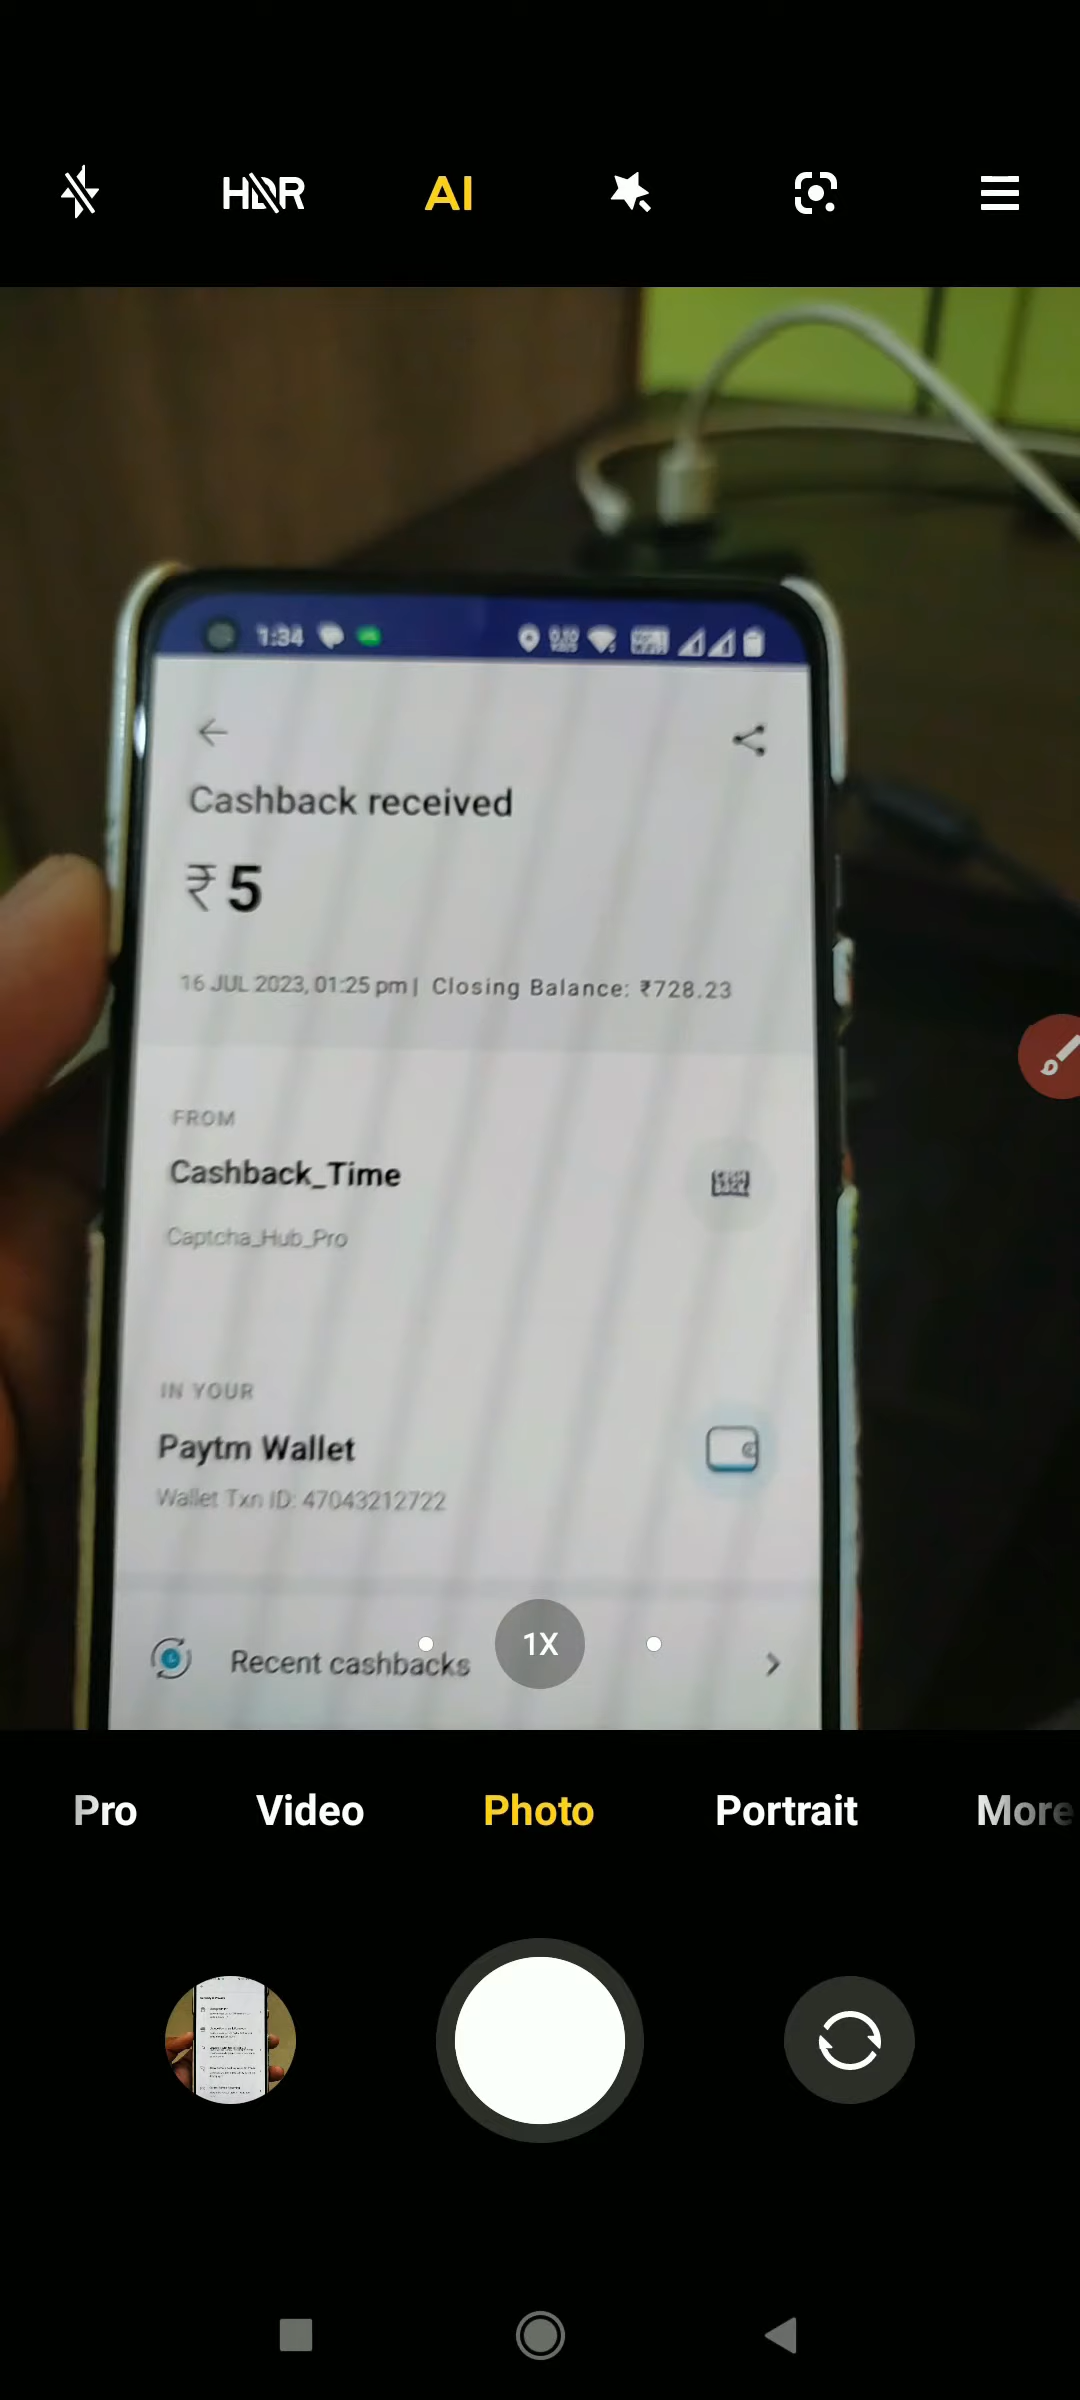 HDR
AI
1:34
Cashback received
₹5
16 JUL 2023, 01:25 pm | Closing Balance: ₹728.23
FROM
Cashback_Time
Captcha_Hub_Pro
IN YOUR
Paytm Wallet
Wallet Txn ID: 47043212722
Recent cashbacks
1X
Pro
Video
Photo
Portrait
More